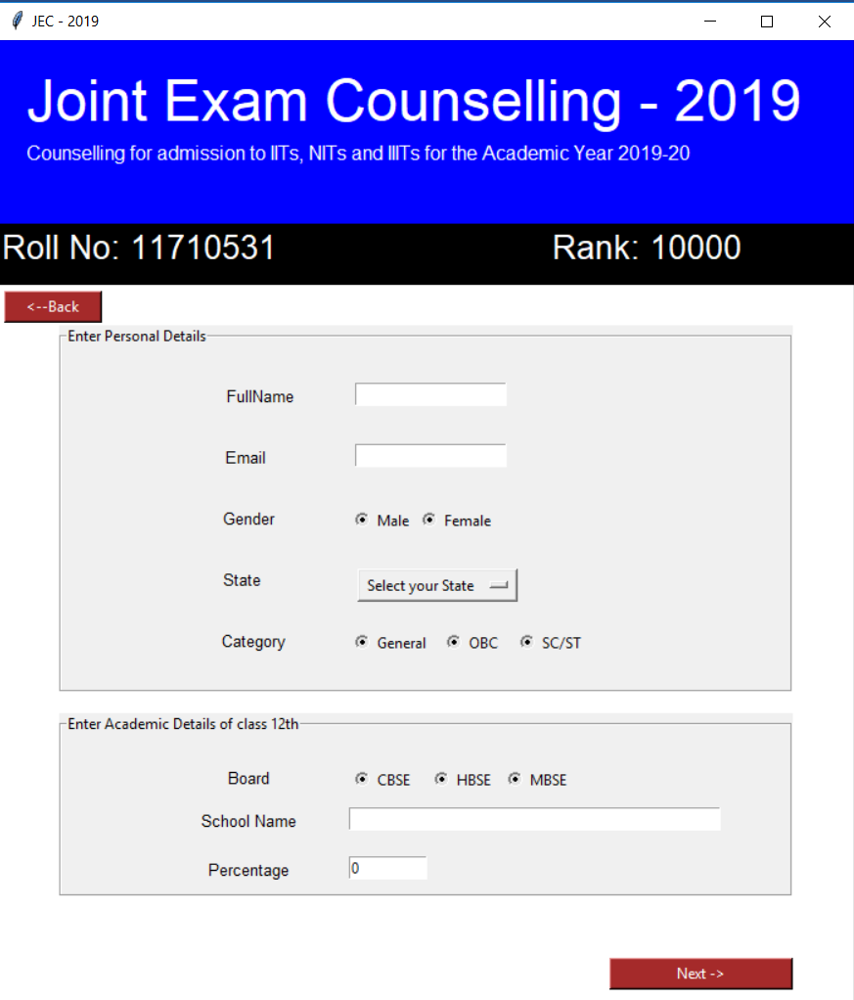 JEC - 2019
Joint Exam Counselling - 2019
Counselling for admission to IITs, NITs and IIITs for the Academic Year 2019-20
Roll No: 11710531 Rank: 10000
<--Back
Enter Personal Details
FullName
Email
Gender Male Female
State Select your State
Category General OBC SC/ST
Enter Academic Details of class 12th
Board CBSE HBSE MBSE
School Name
Percentage 0
Next ->